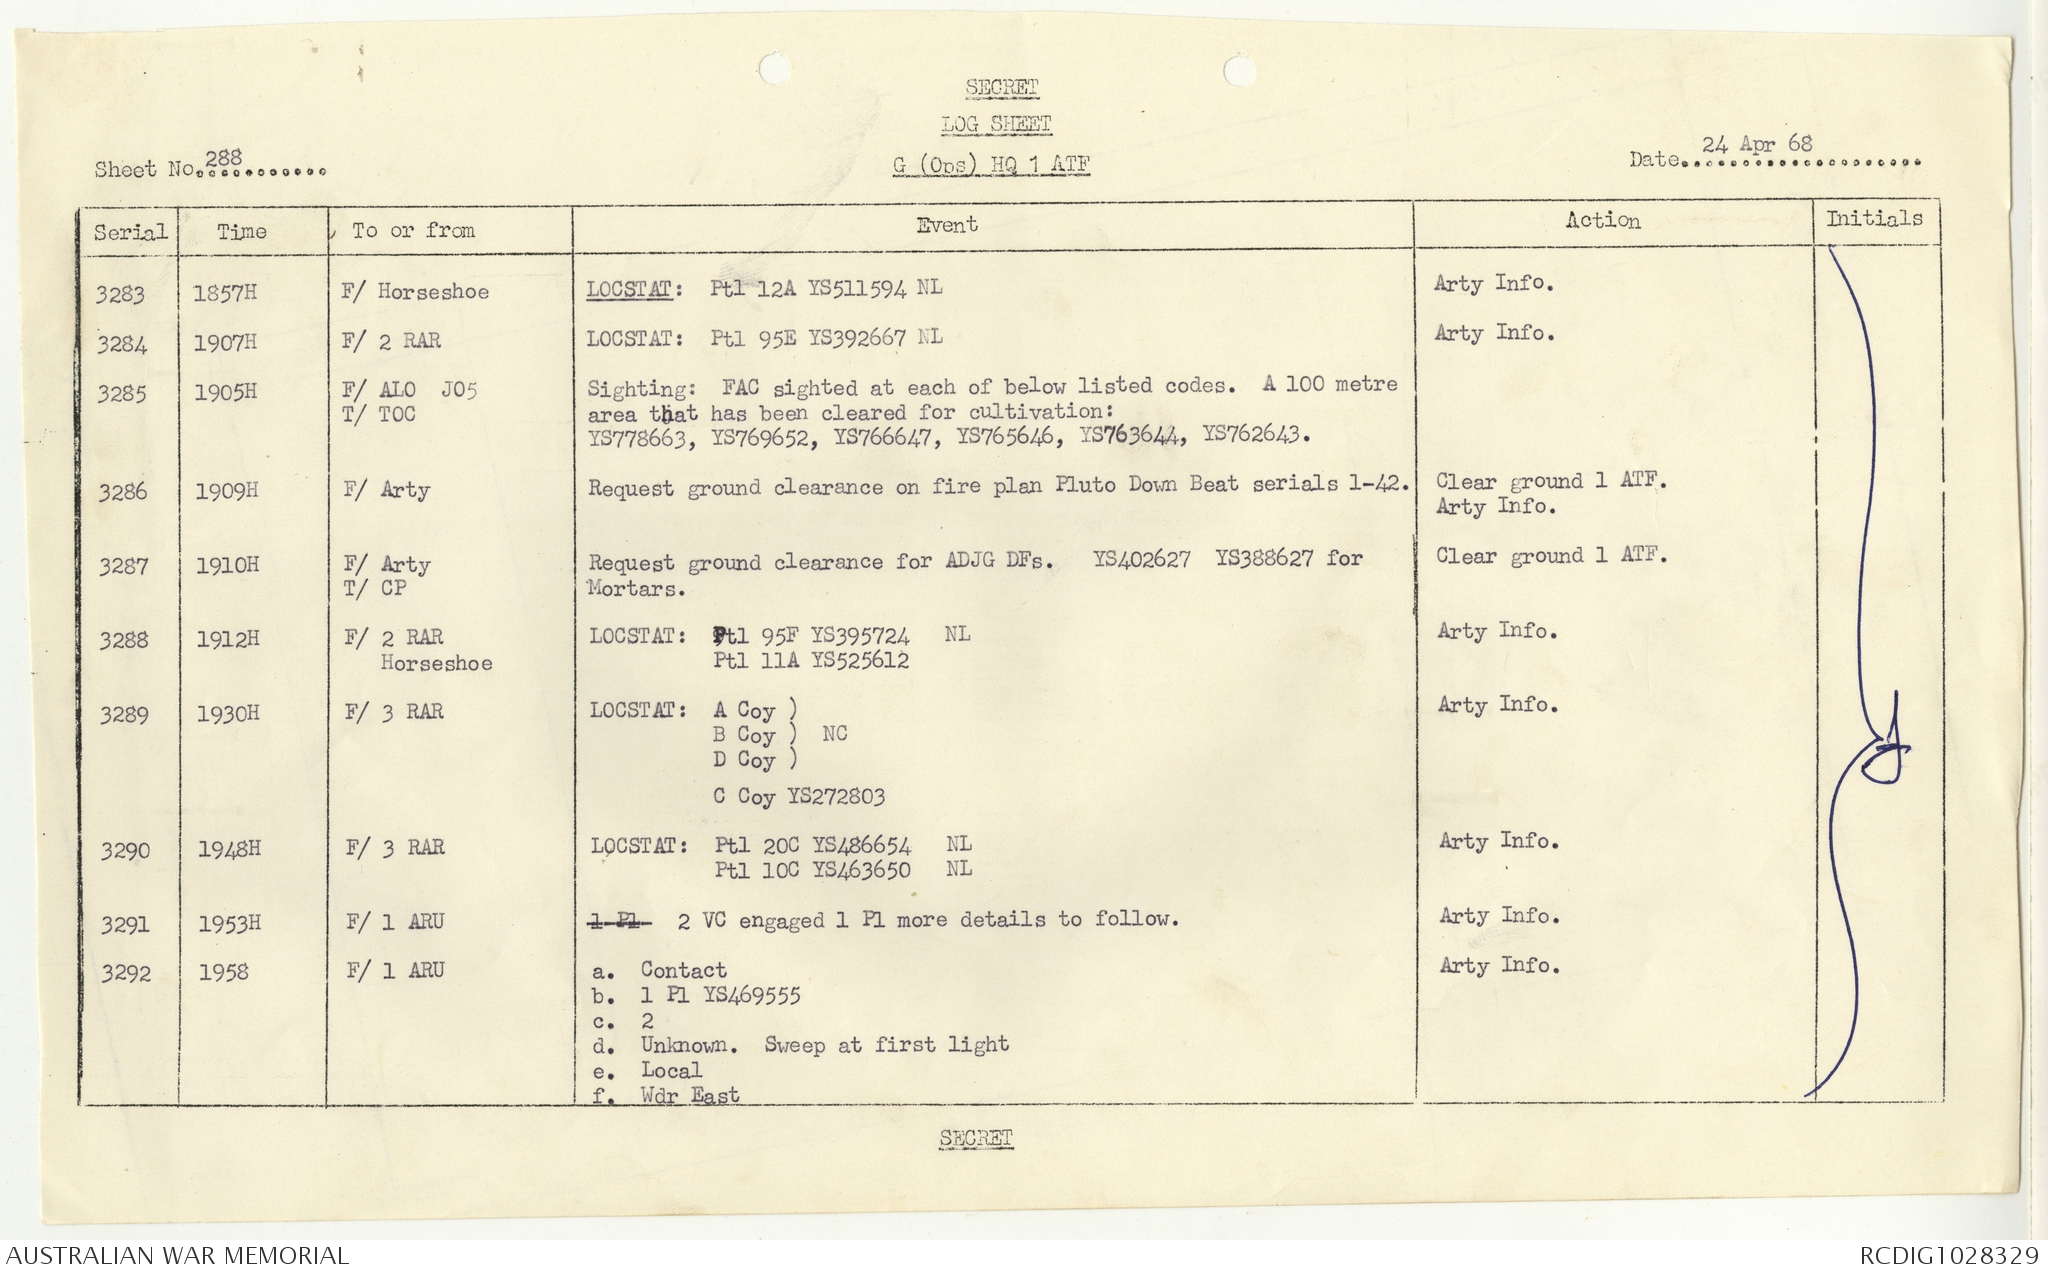 SECRET
LOG SHEET
G (Ops) HQ 1 ATF
Sheet No. 288
Date 24 Apr 68
Serial Time To or from Event Action Initials
3283 1857H F/ Horseshoe LOCSTAT: Ptl 12A YS511594 NL Arty Info.
3284 1907H F/ 2 RAR LOCSTAT: Ptl 95E YS392667 NL Arty Info.
3285 1905H F/ ALO JO5 Sighting: FAC sighted at each of below listed codes. A 100 metre
T/ TOC area that has been cleared for cultivation:
YS778663, YS769652, YS766647, YS765646, YS763644, YS762643.
3286 1909H F/ Arty Request ground clearance on fire plan Pluto Down Beat serials 1-42. Clear ground 1 ATF.
Arty Info.
3287 1910H F/ Arty Request ground clearance for ADJG DFs. YS402627 YS388627 for Clear ground 1 ATF.
T/ CP Mortars.
3288 1912H F/ 2 RAR LOCSTAT: Ptl 95F YS395724 NL Arty Info.
Horseshoe Ptl 11A YS525612
3289 1930H F/ 3 RAR LOCSTAT: A Coy ) Arty Info.
B Coy ) NC
D Coy )
C Coy YS272803
3290 1948H F/ 3 RAR LOCSTAT: Ptl 20C YS486654 NL Arty Info.
Ptl 10C YS463650 NL
3291 1953H F/ 1 ARU 1 Pl 2 VC engaged 1 Pl more details to follow. Arty Info.
3292 1958 F/ 1 ARU a. Contact Arty Info.
b. 1 Pl YS469555
c. 2
d. Unknown. Sweep at first light
e. Local
f. Wdr East
SECRET
AUSTRALIAN WAR MEMORIAL
RCDIG1028329